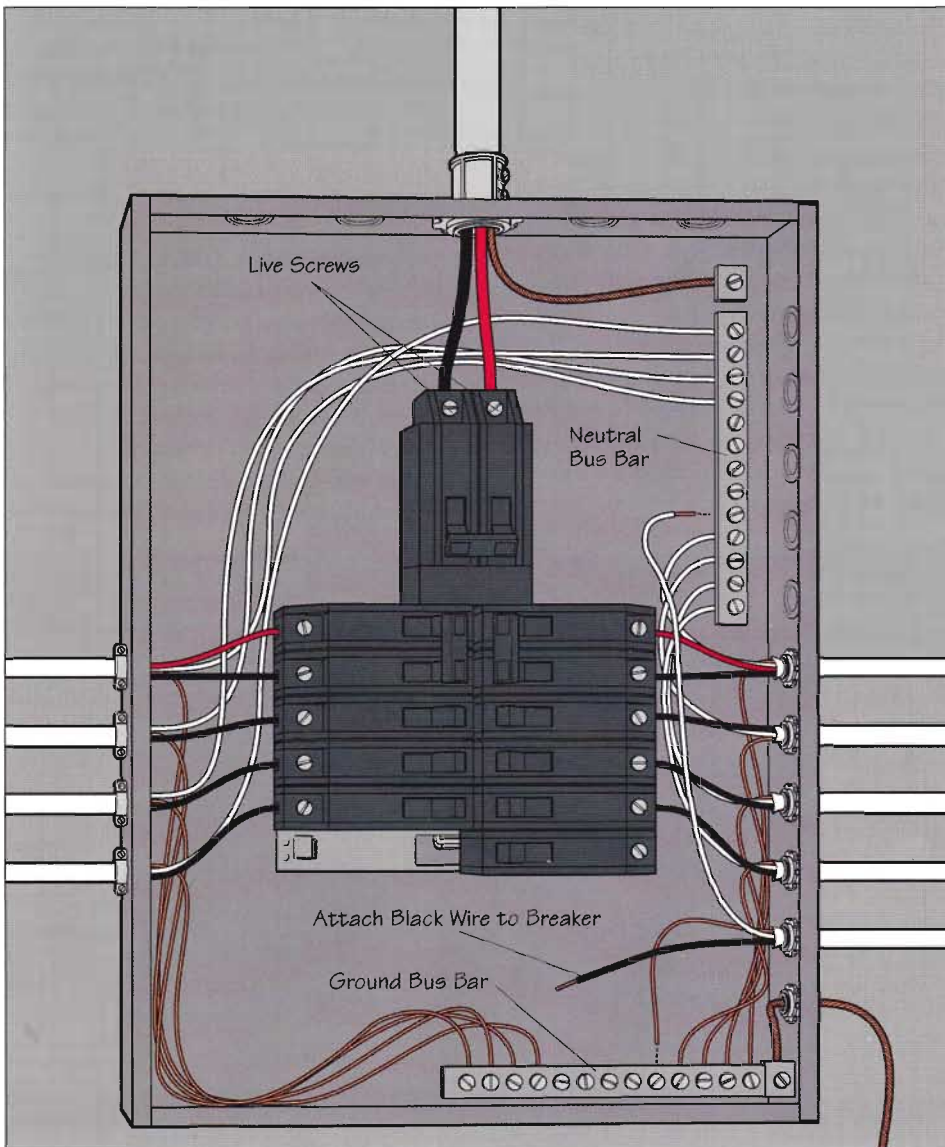 Live Screws
Neutral
Bus Bar
Attach Black Wire to Breaker
Ground Bus Bar